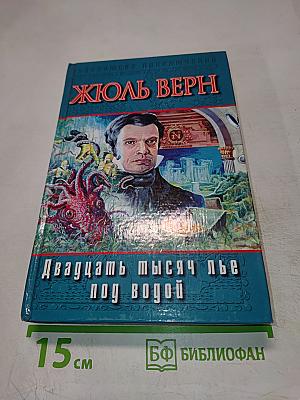 ЖЮЛЬ ВЕРН
N
Двадцать тысяч лье
под водой
15 см
БФ БИБЛИОФАН